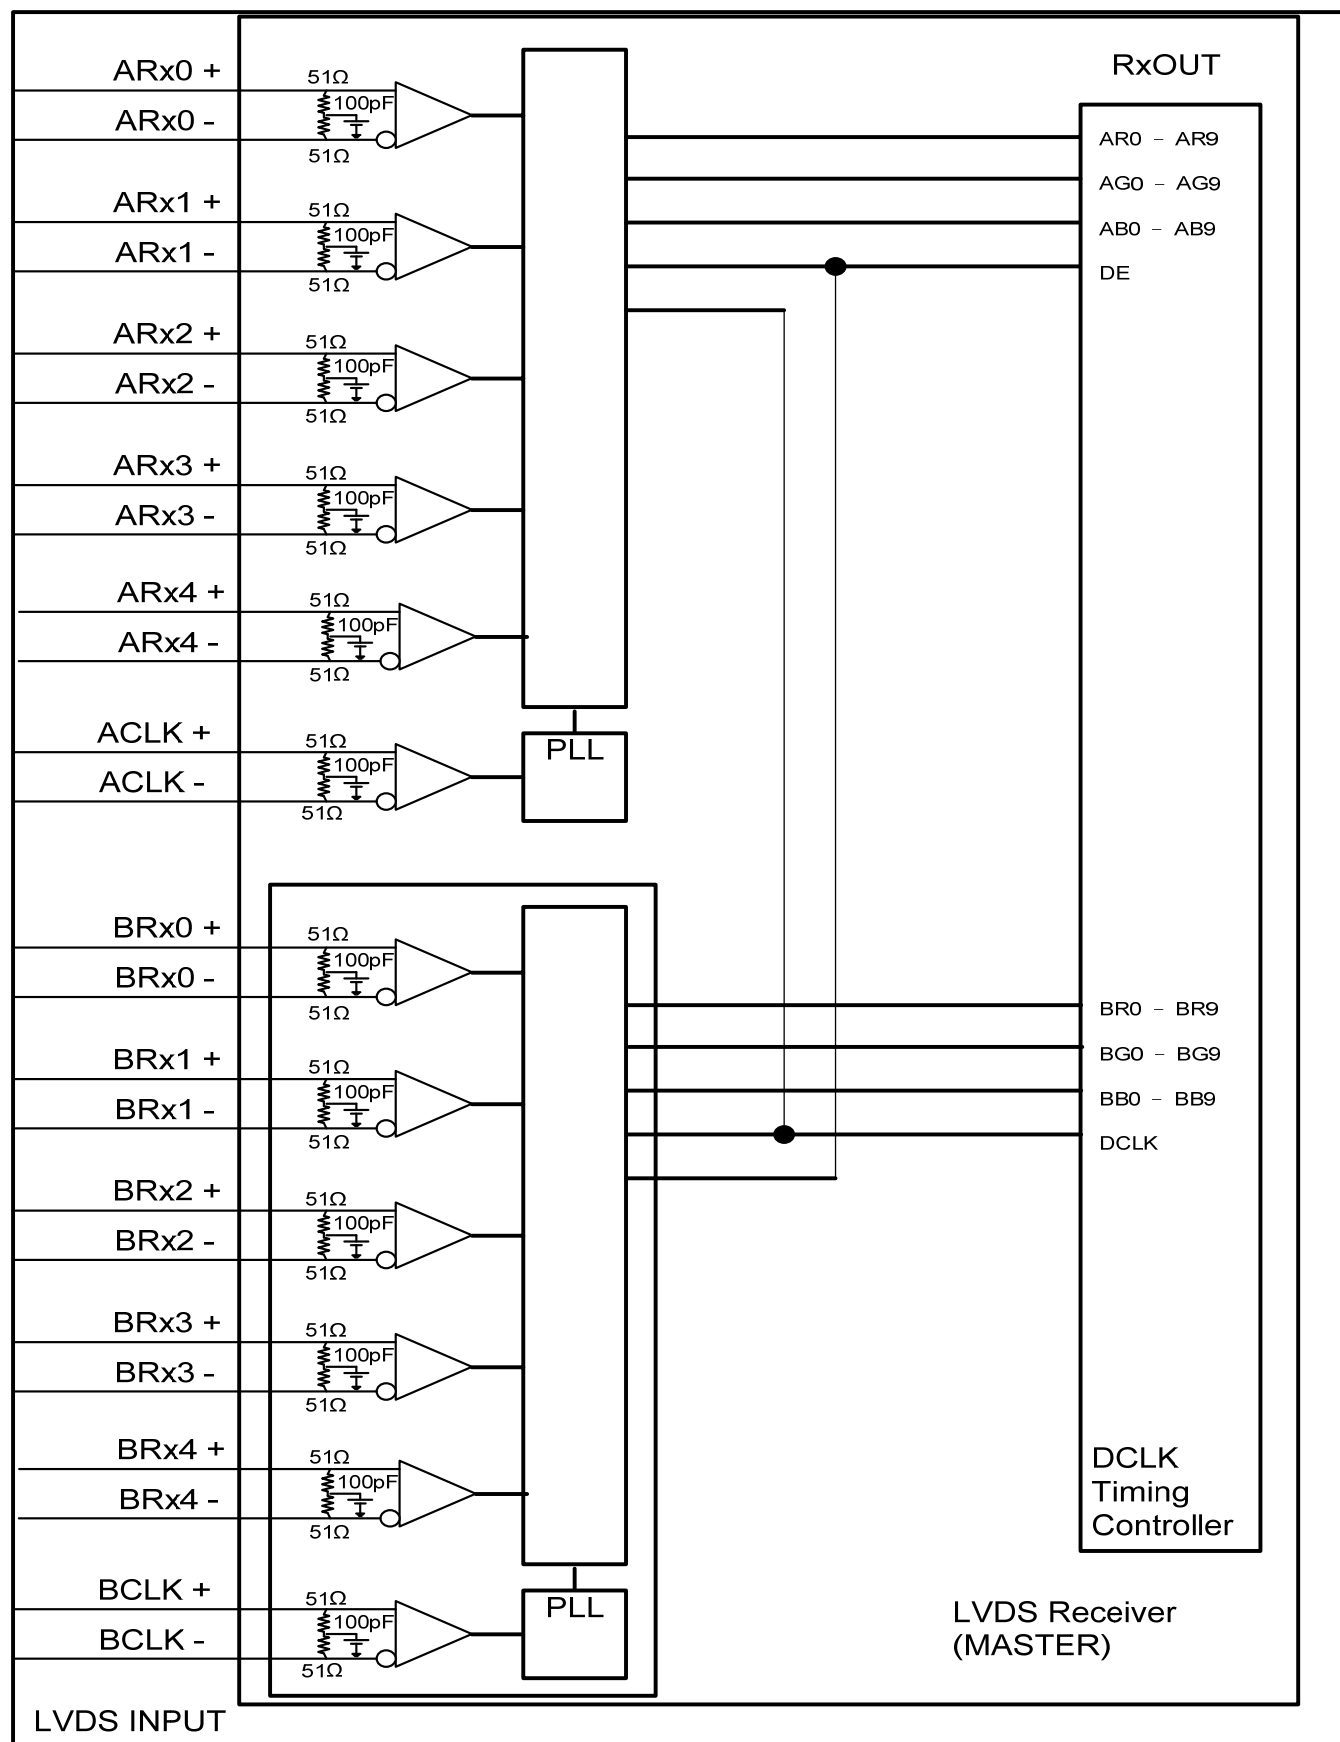 RxOUT
ARx0 +
51Ω
100pF
ARx0 -
51Ω
AR0 – AR9
AG0 – AG9
AB0 – AB9
DE
ARx1 +
51Ω
100pF
ARx1 -
51Ω
ARx2 +
51Ω
100pF
ARx2 -
51Ω
ARx3 +
51Ω
100pF
ARx3 -
51Ω
ARx4 +
51Ω
100pF
ARx4 -
51Ω
ACLK +
51Ω
100pF
ACLK -
51Ω
PLL
BRx0 +
51Ω
100pF
BRx0 -
51Ω
BR0 – BR9
BG0 – BG9
BB0 – BB9
DCLK
BRx1 +
51Ω
100pF
BRx1 -
51Ω
BRx2 +
51Ω
100pF
BRx2 -
51Ω
BRx3 +
51Ω
100pF
BRx3 -
51Ω
BRx4 +
51Ω
100pF
BRx4 -
51Ω
DCLK
Timing
Controller
BCLK +
51Ω
100pF
BCLK -
51Ω
PLL
LVDS Receiver
(MASTER)
LVDS INPUT